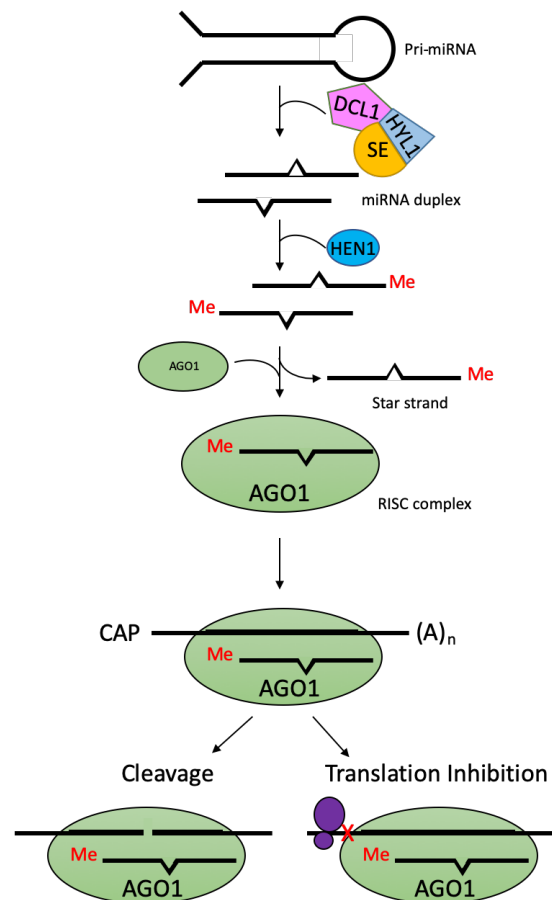 Pri-miRNA
DCL1
HYL1
SE
miRNA duplex
HEN1
Me
Me
AGO1
Me
Star strand
Me
AGO1
RISC complex
CAP
(A)n
Me
AGO1
Cleavage
Translation Inhibition
X
Me
AGO1
Me
AGO1